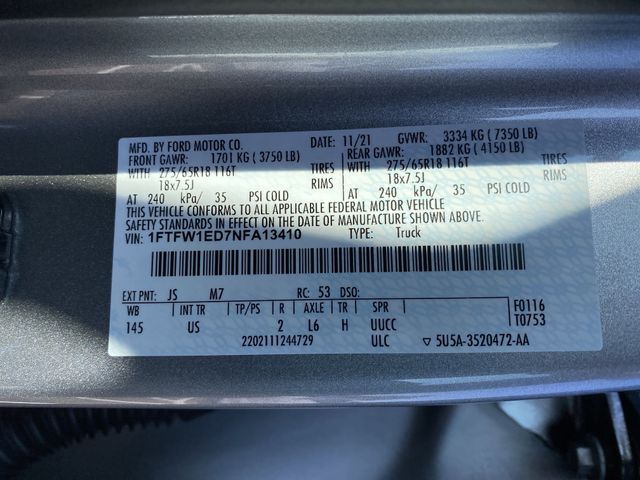 MFD. BY FORD MOTOR CO. DATE: 11/21 GVWR: 3334 KG ( 7350 LB)
FRONT GAWR: 1701 KG ( 3750 LB) REAR GAWR: 1882 KG ( 4150 LB)
WITH 275/65R18 116T TIRES WITH 275/65R18 116T TIRES
18x7.5J RIMS 18x7.5J RIMS
AT 240 kPa/ 35 PSI COLD AT 240 kPa/ 35 PSI COLD
THIS VEHICLE CONFORMS TO ALL APPLICABLE FEDERAL MOTOR VEHICLE
SAFETY STANDARDS IN EFFECT ON THE DATE OF MANUFACTURE SHOWN ABOVE.
VIN: 1FTFW1ED7NFA13410 TYPE: Truck
EXT PNT: JS M7 RC: 53 DSO:
WB INT TR TP/PS R AXLE TR SPR F0116
145 US 2 L6 H UUCC T0753
2202111244729 ULC ▽ 5U5A-3520472-AA